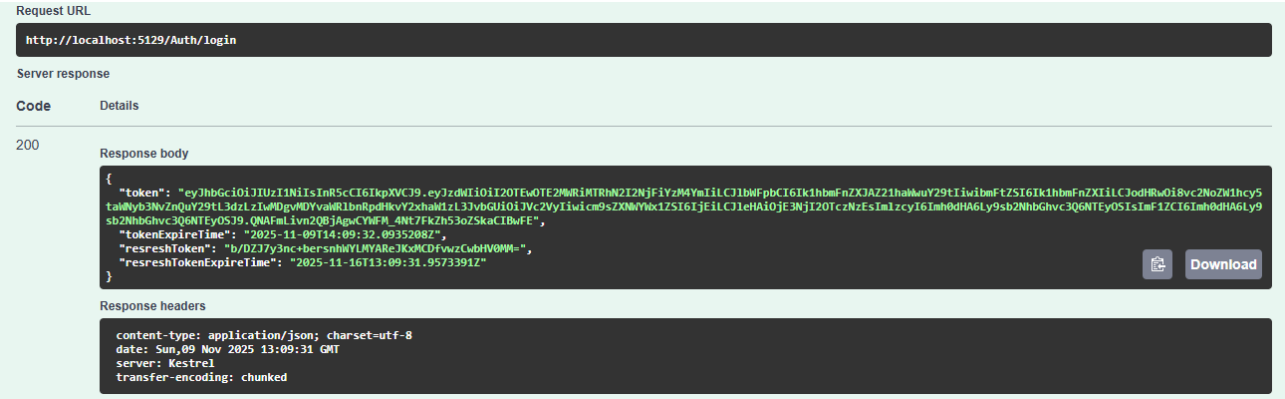 Request URL
http://localhost:5129/Auth/login
Server response
Code Details
200
Response body
{
"token": "eyJhbGciOiJIUzI1NiIsInR5cCI6IkpXVCJ9.eyJzdWIiOiI2OTEwOTE2MWRiMTRhN2I2NjFiYzM4YmIiLCJlbWFpbCI6Ik1hbmFnZXJAZ21haWwuY29tIiwibmFtZSI6Ik1hbmFnZXIiLCJodHRwOi8vc2NoZW1hcy5
taWNyb3NvZnQuY29tL3dzLzIwMDgvMDYvaWRlbnRpdHkvY2xhaW1zL3JvbGUiOiJVc2VyIiwicm9sZXNWYWx1ZSI6IjEiLCJleHAiOjE3NjI2OTczNzEsImlzcyI6Imh0dHA6Ly9sb2NhbGhvc3Q6NTEyOSIsImF1ZCI6Imh0dHA6Ly9
sb2NhbGhvc3Q6NTEyOSJ9.QNAFmLivn2QBjAgwCYWFM_4Nt7FkZh53oZSkaCIBwFE",
"tokenExpireTime": "2025-11-09T14:09:32.0935208Z",
"resreshToken": "b/DZJ7y3nc+bersnhWYLMYAReJKxMCDfvwzCwbHV0MM=",
"resreshTokenExpireTime": "2025-11-16T13:09:31.9573391Z"
}
Download
Response headers
content-type: application/json; charset=utf-8
date: Sun,09 Nov 2025 13:09:31 GMT
server: Kestrel
transfer-encoding: chunked